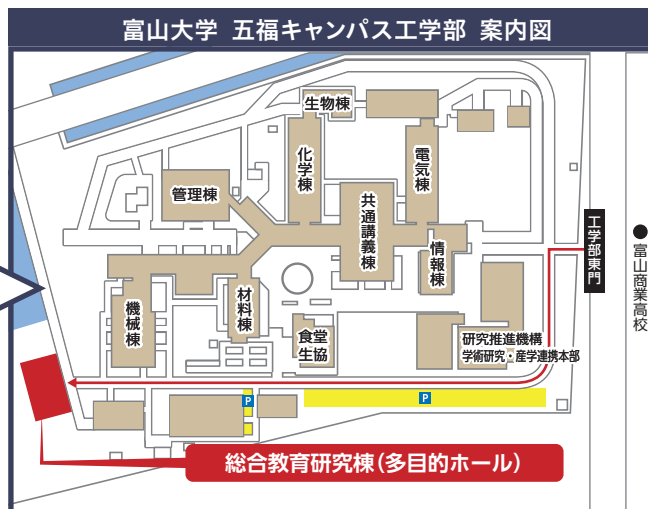 富山大学 五福キャンパス工学部 案内図
生物棟
化学棟
電気棟
管理棟
共通講義棟
情報棟
工学部東門
●富山商業高校
機械棟
材料棟
食堂
生協
研究推進機構
学術研究・産学連携本部
P
P
総合教育研究棟(多目的ホール)